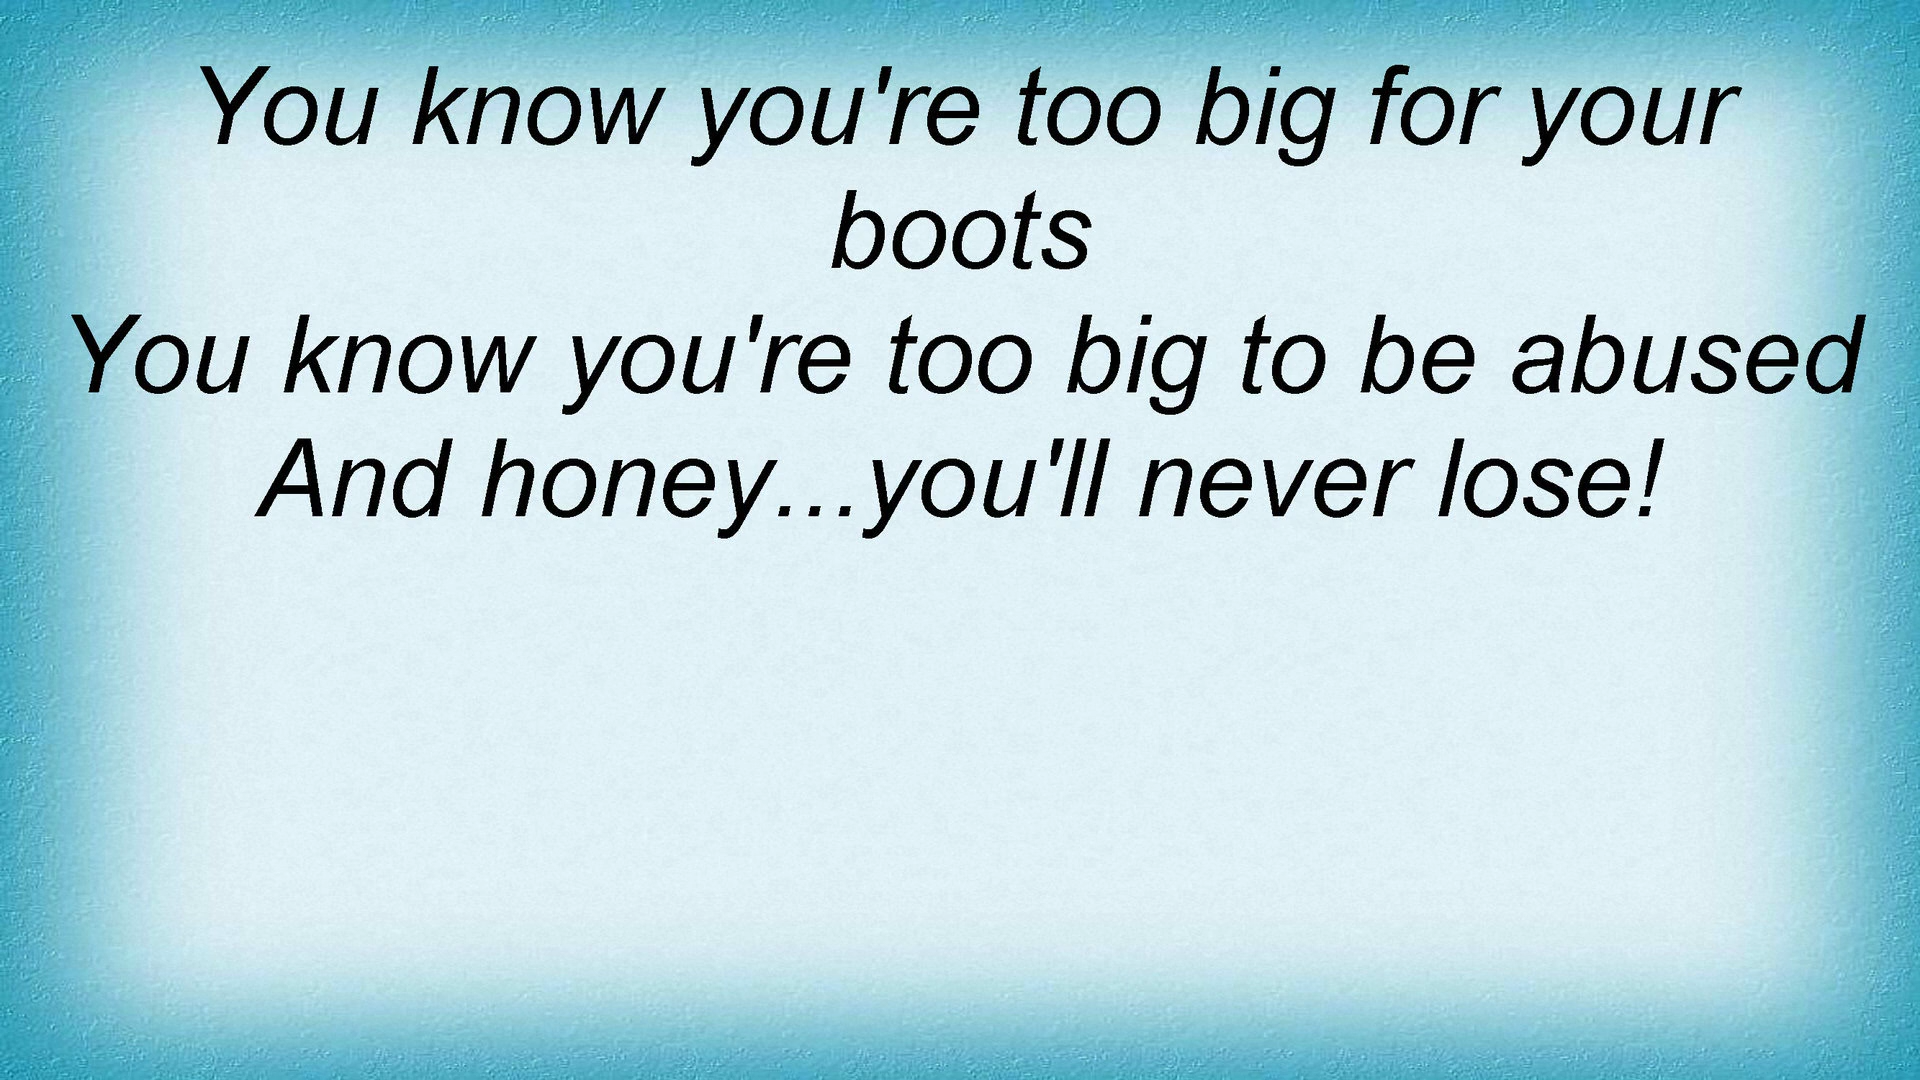 You know you're too big for your
boots
You know you're too big to be abused
And honey...you'll never lose!